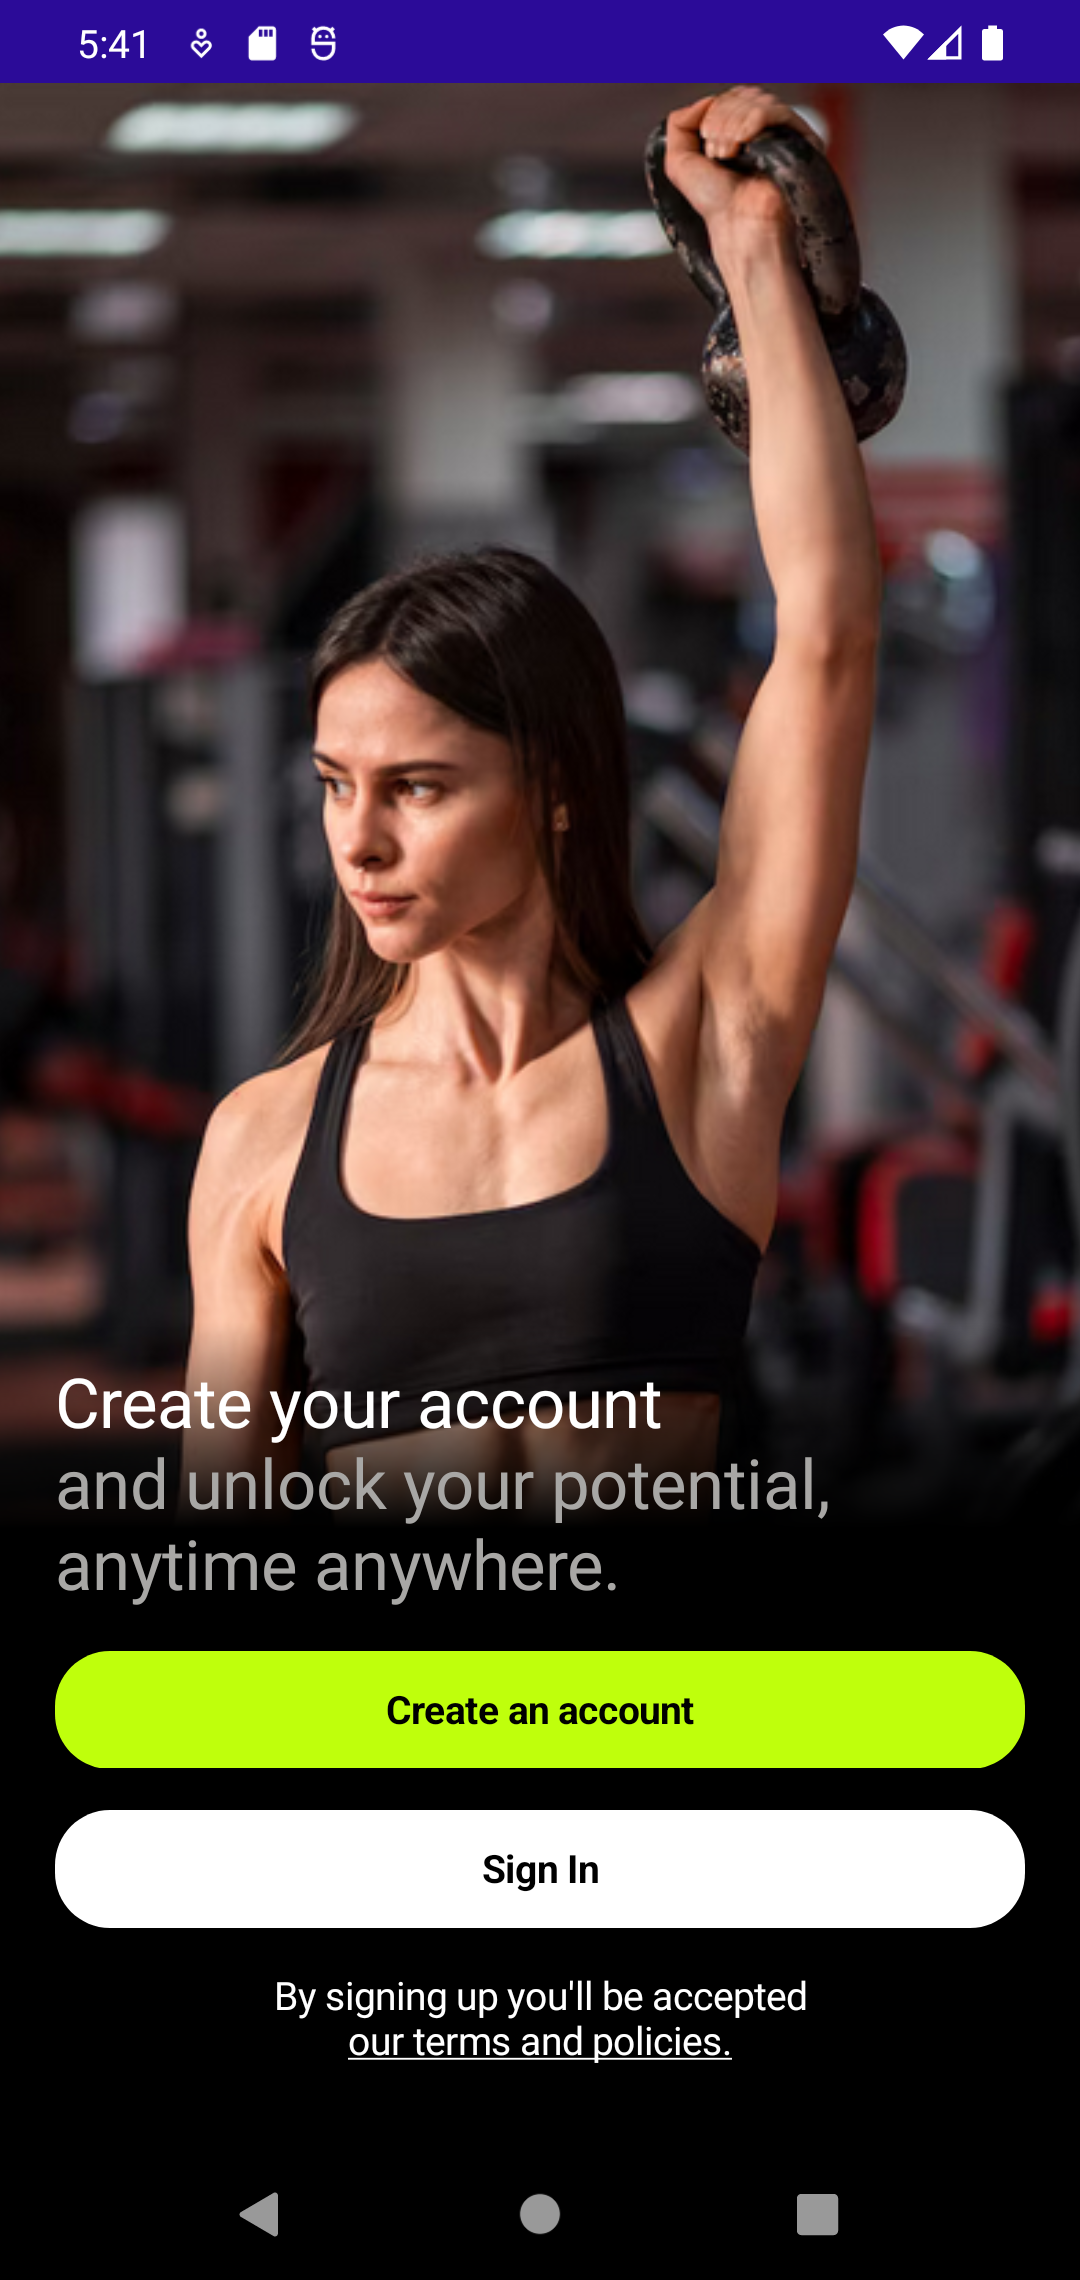 5:41
Create your account
and unlock your potential,
anytime anywhere.
Create an account
Sign In
By signing up you'll be accepted
our terms and policies.